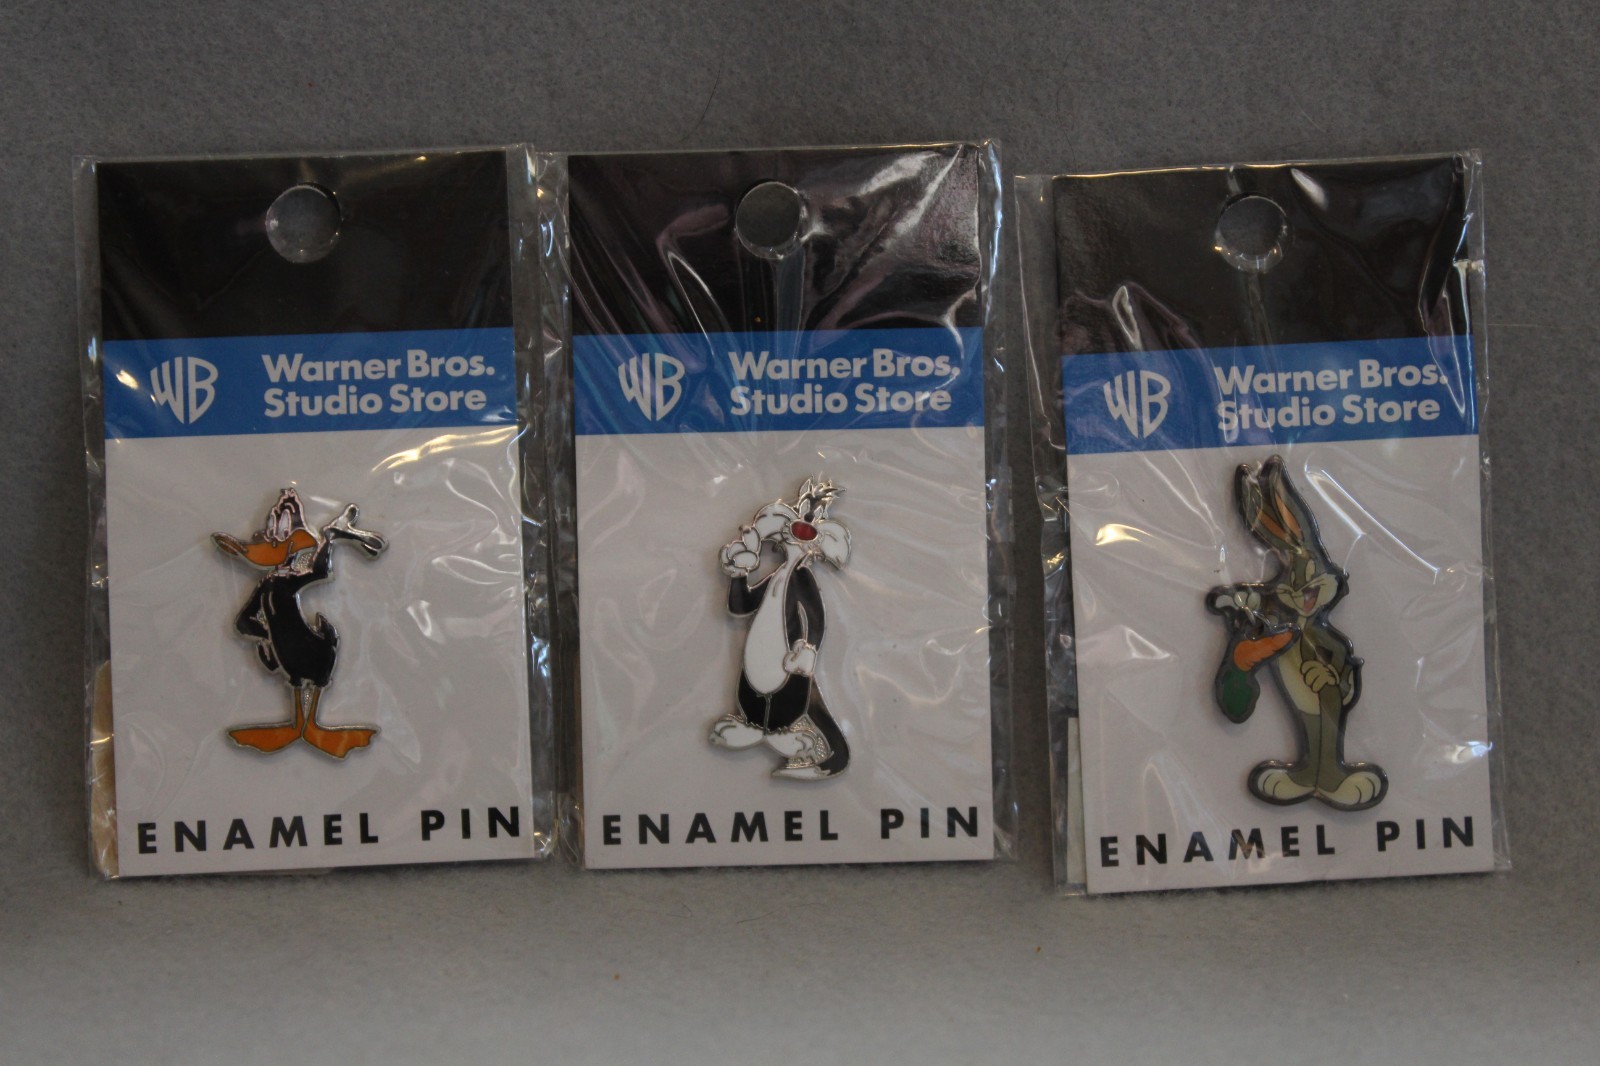 WB
Warner Bros.
Studio Store
ENAMEL PIN
WB
Warner Bros.
Studio Store
ENAMEL PIN
WB
Warner Bros.
Studio Store
ENAMEL PIN